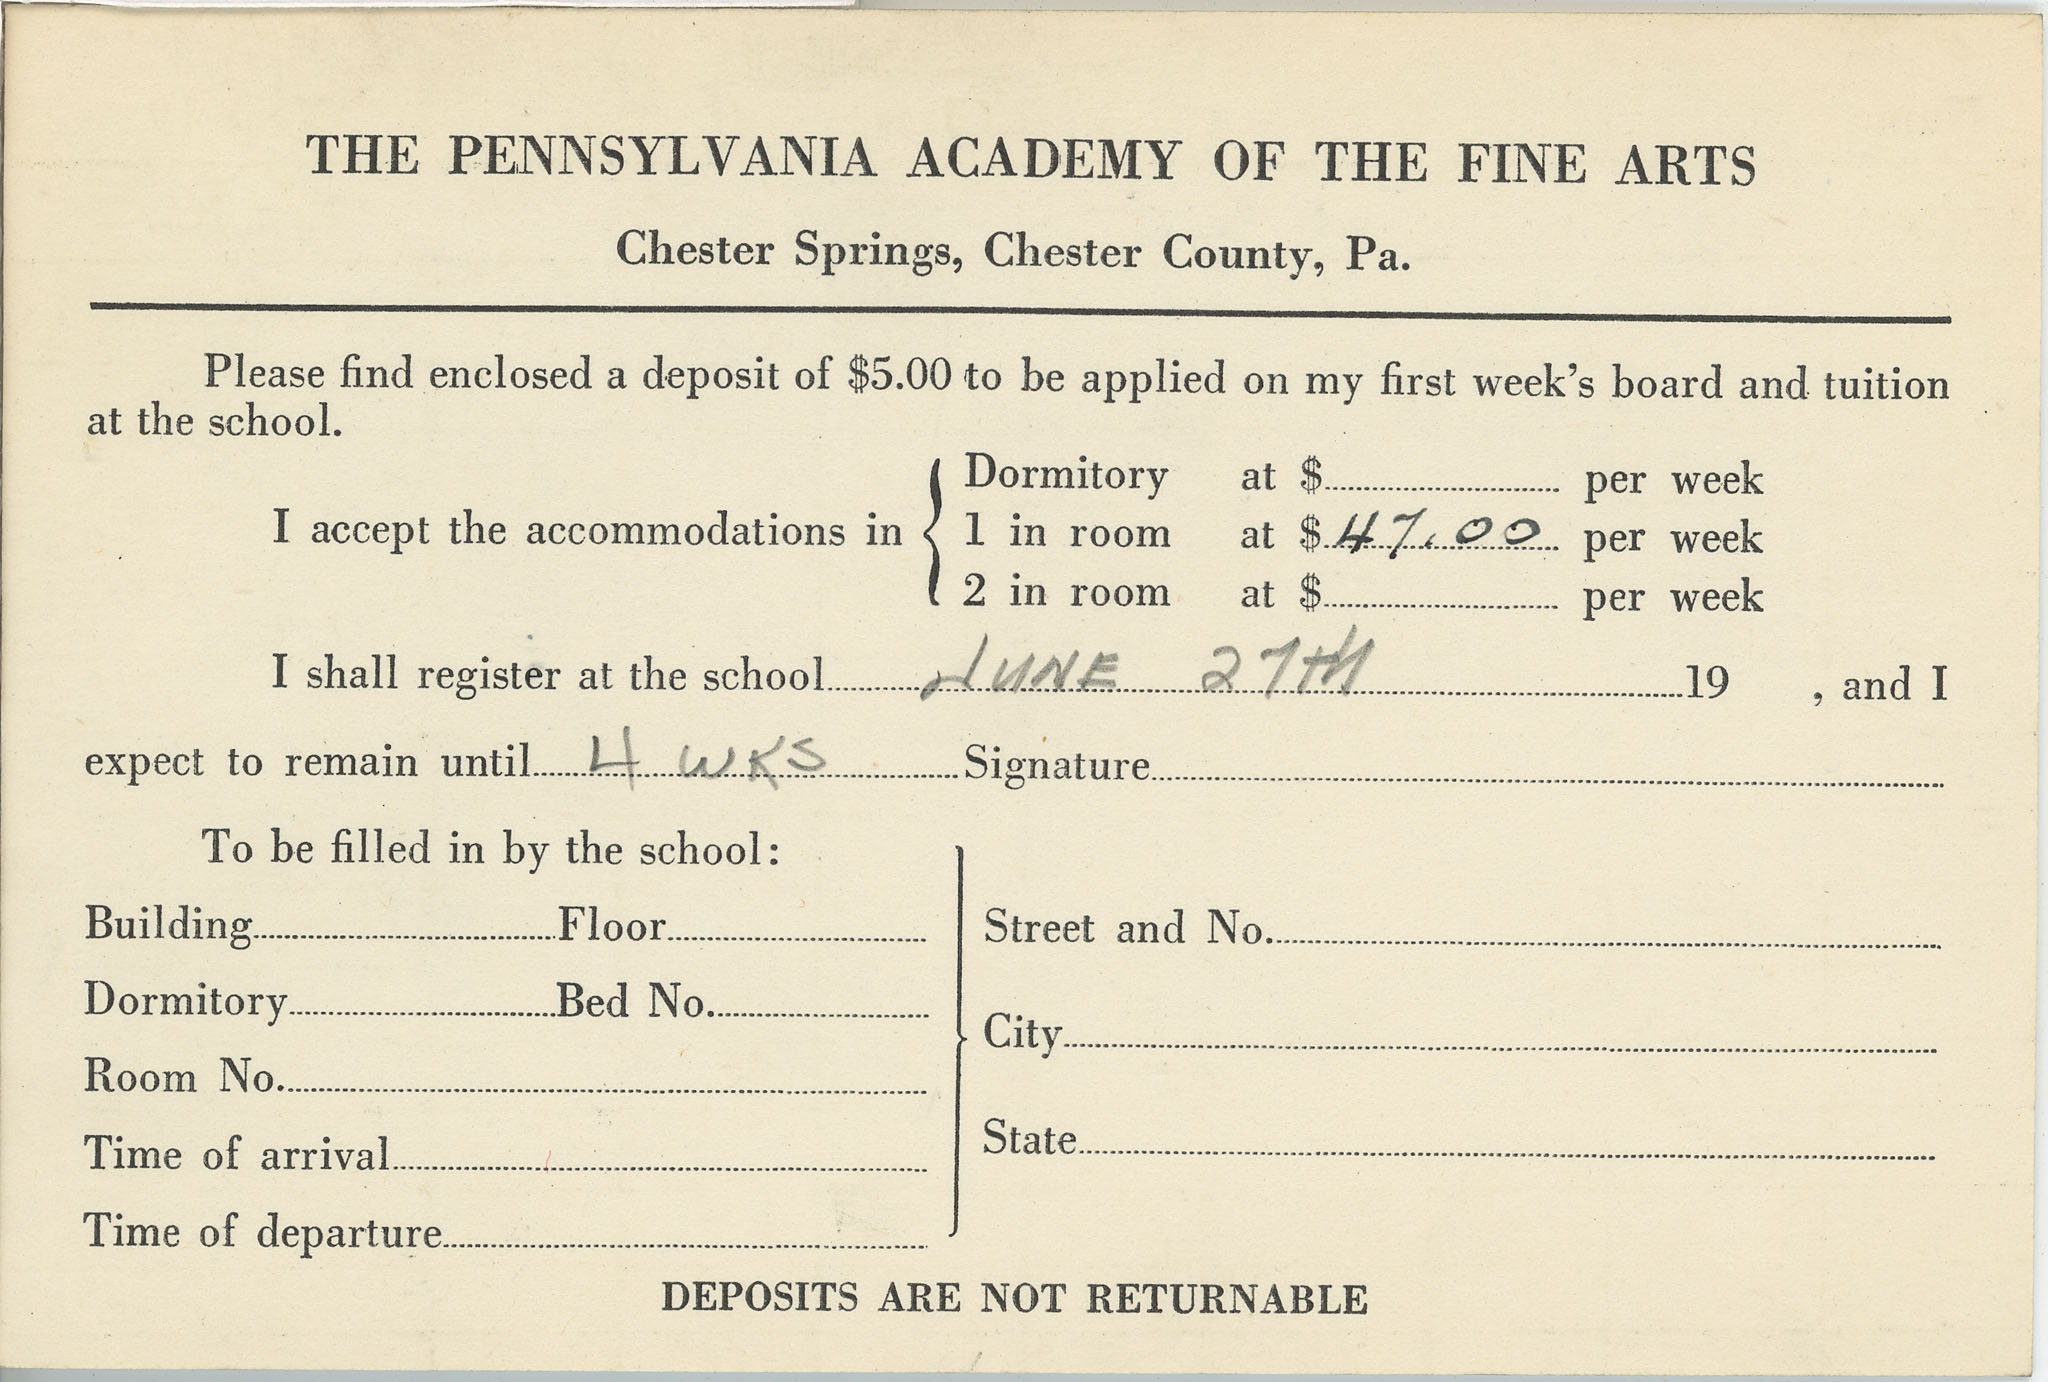 THE PENNSYLVANIA ACADEMY OF THE FINE ARTS
Chester Springs, Chester County, Pa.
Please find enclosed a deposit of $5.00 to be applied on my first week's board and tuition
at the school.
Dormitory at $ per week
I accept the accommodations in 1 in room at $ 47.00 per week
2 in room at $ per week
I shall register at the school JUNE 27TH 19 , and I
expect to remain until 4 WKS Signature
To be filled in by the school:
Building Floor Street and No.
Dormitory Bed No.
City
Room No.
State
Time of arrival
Time of departure
DEPOSITS ARE NOT RETURNABLE